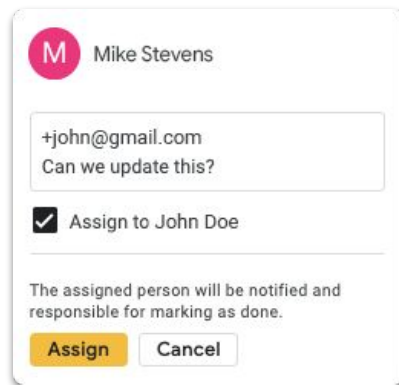 M
Mike Stevens
+john@gmail.com
Can we update this?
Assign to John Doe
The assigned person will be notified and
responsible for marking as done.
Assign
Cancel